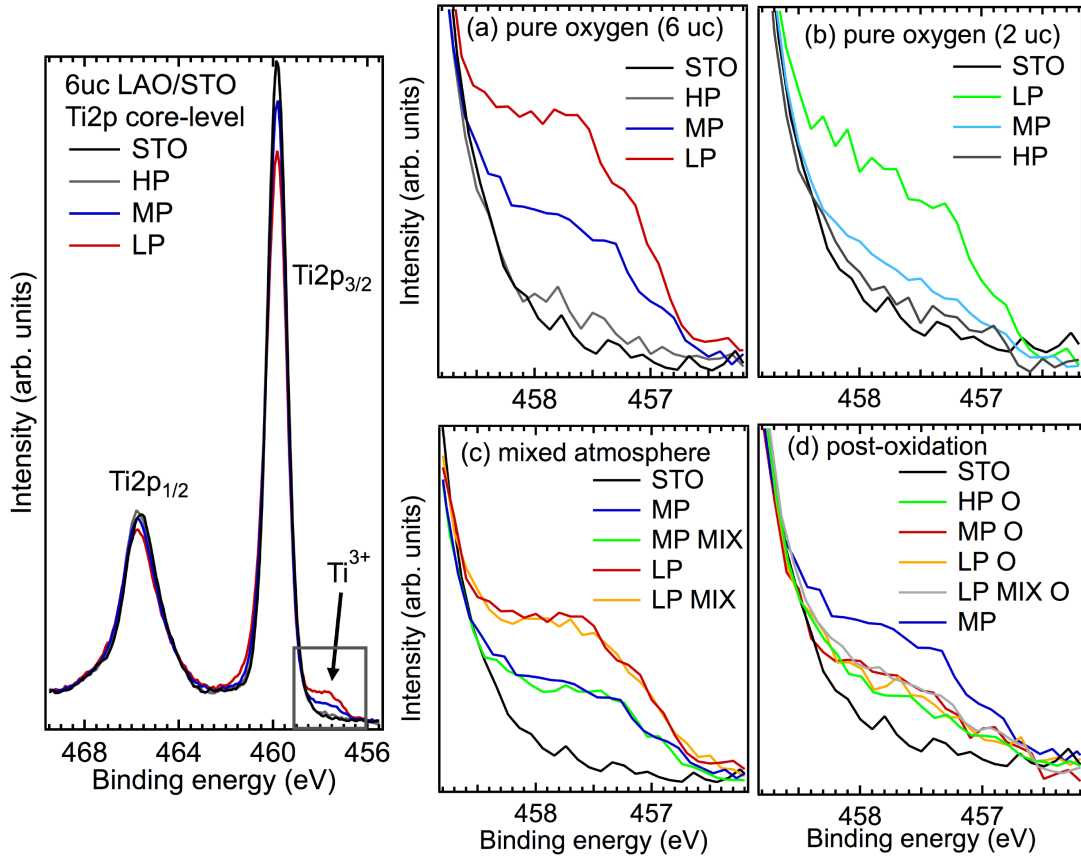 6uc LAO/STO
Ti2p core-level
STO
HP
MP
LP
Ti2p3/2
Ti2p1/2
Ti3+
Intensity (arb. units)
468
464
460
456
Binding energy (eV)
(a) pure oxygen (6 uc)
STO
HP
MP
LP
Intensity (arb. units)
458
457
(b) pure oxygen (2 uc)
STO
LP
MP
HP
458
457
(c) mixed atmosphere
STO
MP
MP MIX
LP
LP MIX
Intensity (arb. units)
458
457
Binding energy (eV)
(d) post-oxidation
STO
HP O
MP O
LP O
LP MIX O
MP
458
457
Binding energy (eV)